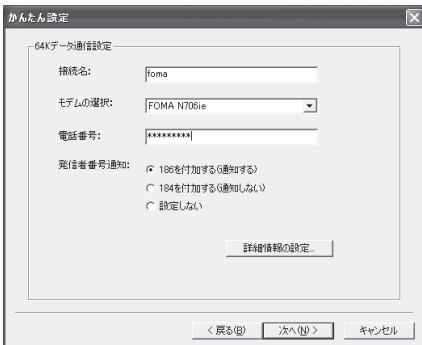 かんたん設定
64Kデータ通信設定
接続名:
foma
モデムの選択:
FOMA N706ie
電話番号:
*********
発信者番号通知:
186を付加する(通知する)
184を付加する(通知しない)
設定しない
詳細情報の設定...
< 戻る(B)
次へ(N) >
キャンセル